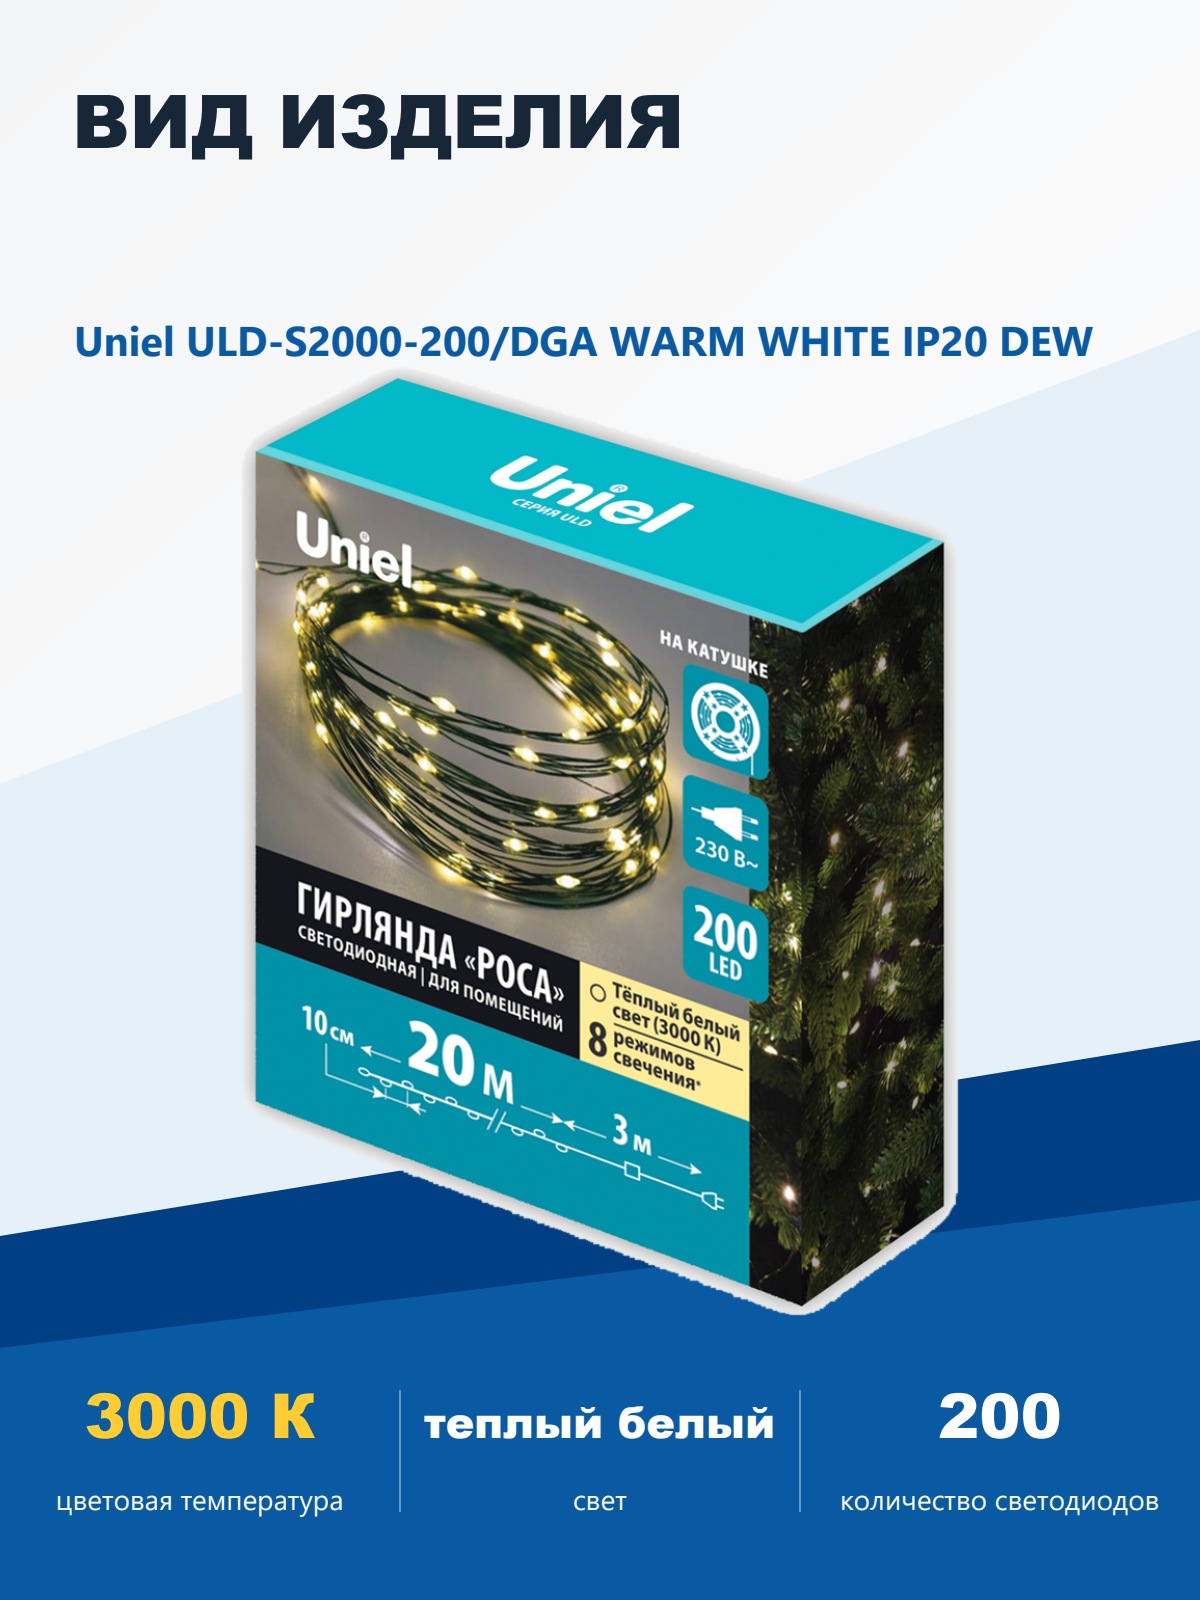 ВИД ИЗДЕЛИЯ
Uniel ULD-S2000-200/DGA WARM WHITE IP20 DEW
Uniel®
СЕРИЯ ULD
Uniel®
НА КАТУШКЕ
230 В~
200
LED
ГИРЛЯНДА «РОСА»
СВЕТОДИОДНАЯ | ДЛЯ ПОМЕЩЕНИЙ
Тёплый белый
свет (3000 К)
8 режимов
свечения*
10 см
20 м
3 м
3000 К
цветовая температура
теплый белый
свет
200
количество светодиодов